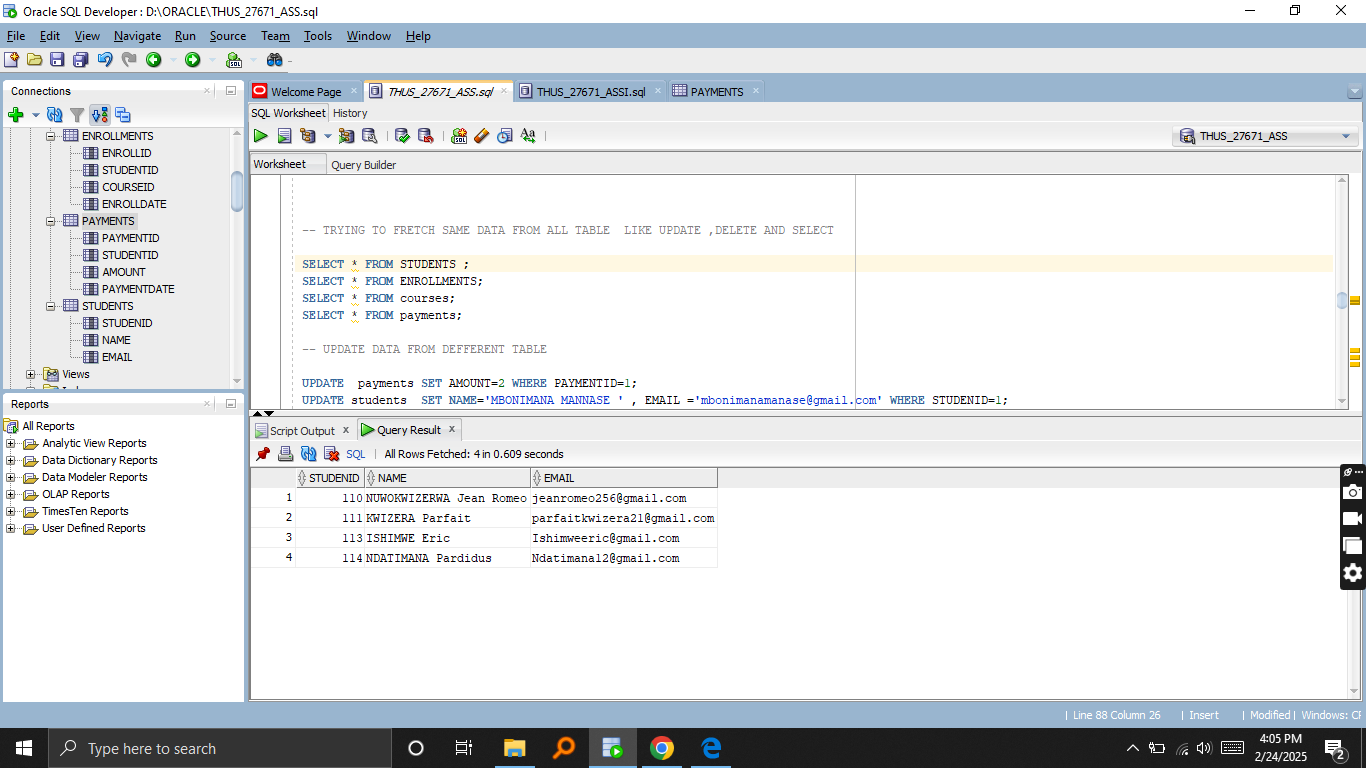 Oracle SQL Developer : D:\ORACLE\THUS_27671_ASS.sql
File Edit View Navigate Run Source Team Tools Window Help
Connections
ENROLLMENTS
ENROLLID
STUDENTID
COURSEID
ENROLLDATE
PAYMENTS
PAYMENTID
STUDENTID
AMOUNT
PAYMENTDATE
STUDENTS
STUDENID
NAME
EMAIL
Views
Reports
All Reports
Analytic View Reports
Data Dictionary Reports
Data Modeler Reports
OLAP Reports
TimesTen Reports
User Defined Reports
Welcome Page THUS_27671_ASS.sql THUS_27671_ASSI.sql PAYMENTS
SQL Worksheet History
THUS_27671_ASS
Worksheet Query Builder
-- TRYING TO FRETCH SAME DATA FROM ALL TABLE  LIKE UPDATE ,DELETE AND SELECT
SELECT * FROM STUDENTS ;
SELECT * FROM ENROLLMENTS;
SELECT * FROM courses;
SELECT * FROM payments;
-- UPDATE DATA FROM DEFFERENT TABLE
UPDATE  payments SET AMOUNT=2 WHERE PAYMENTID=1;
UPDATE students  SET NAME='MBONIMANA MANNASE ' , EMAIL ='mbonimanamanase@gmail.com' WHERE STUDENID=1;
Script Output Query Result
SQL | All Rows Fetched: 4 in 0.609 seconds
STUDENID NAME EMAIL
1 110 NUWOKWIZERWA Jean Romeo jeanromeo256@gmail.com
2 111 KWIZERA Parfait parfaitkwizera21@gmail.com
3 113 ISHIMWE Eric Ishimweeric@gmail.com
4 114 NDATIMANA Pardidus Ndatimana12@gmail.com
| Line 88 Column 26 | Insert | Modified | Windows: CF
Type here to search
4:05 PM
2/24/2025
2